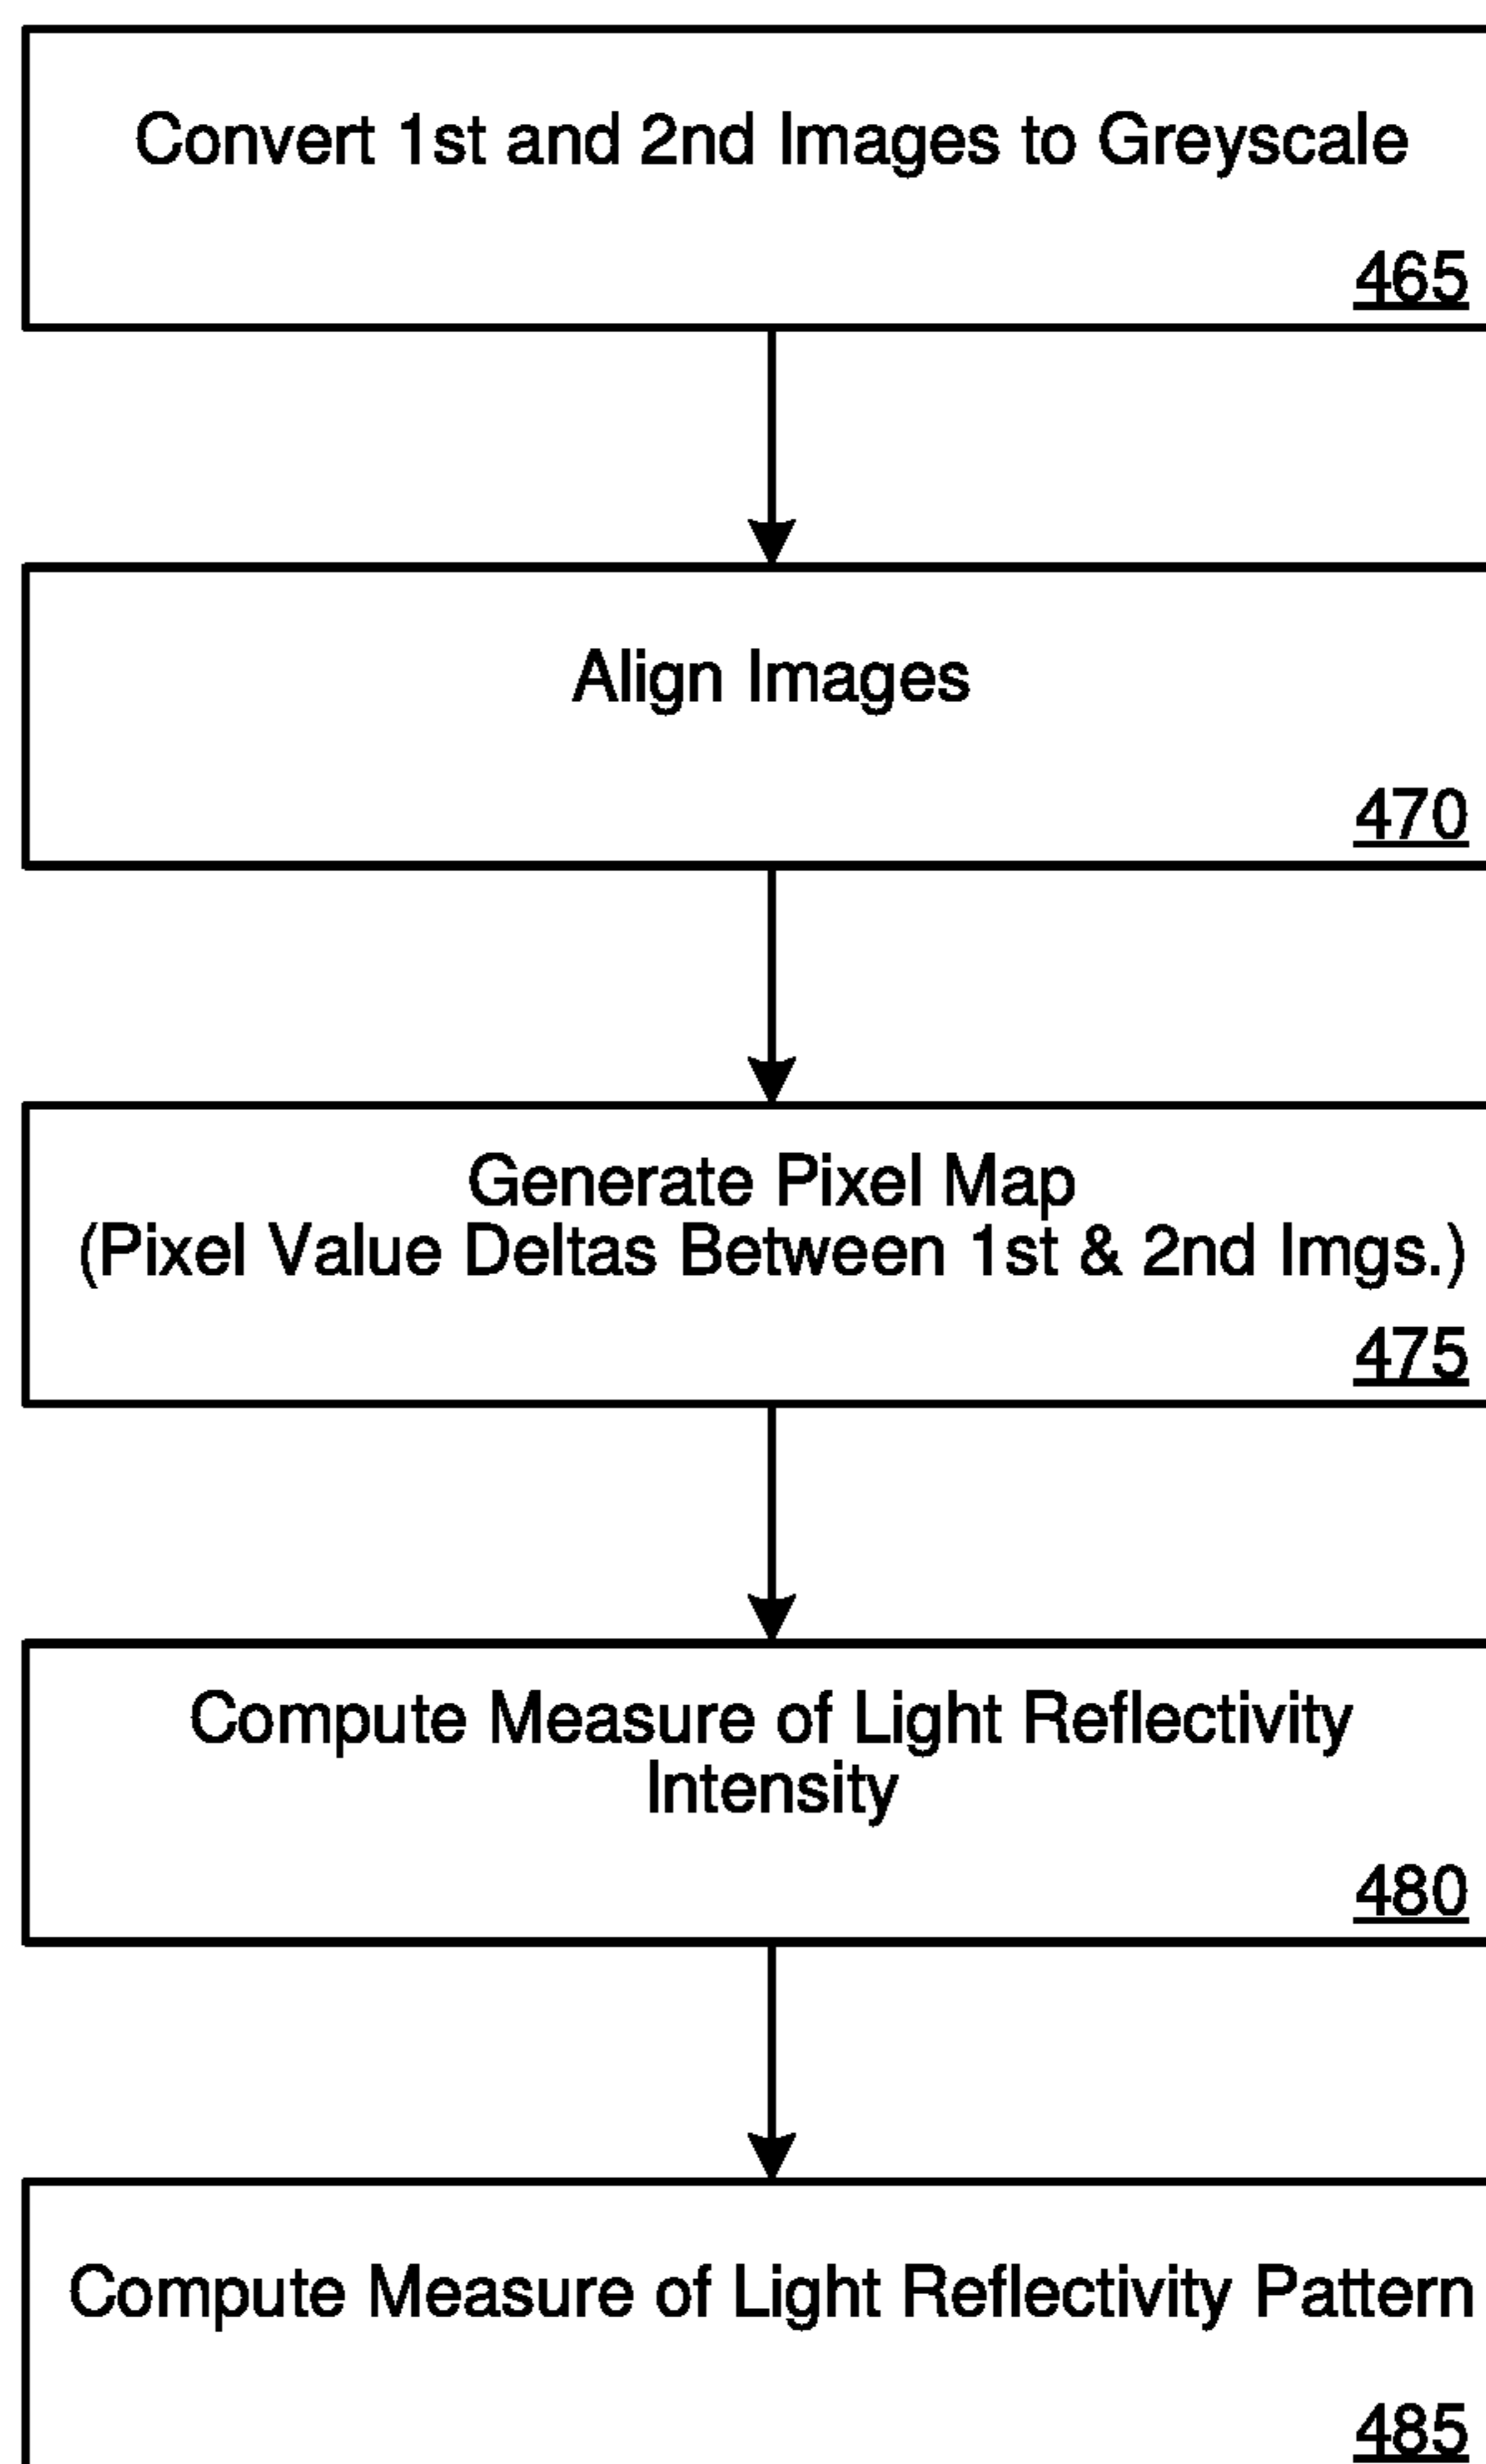 Convert 1st and 2nd Images to Greyscale
465
Align Images
470
Generate Pixel Map
(Pixel Value Deltas Between 1st & 2nd Imgs.)
475
Compute Measure of Light Reflectivity
Intensity
480
Compute Measure of Light Reflectivity Pattern
485